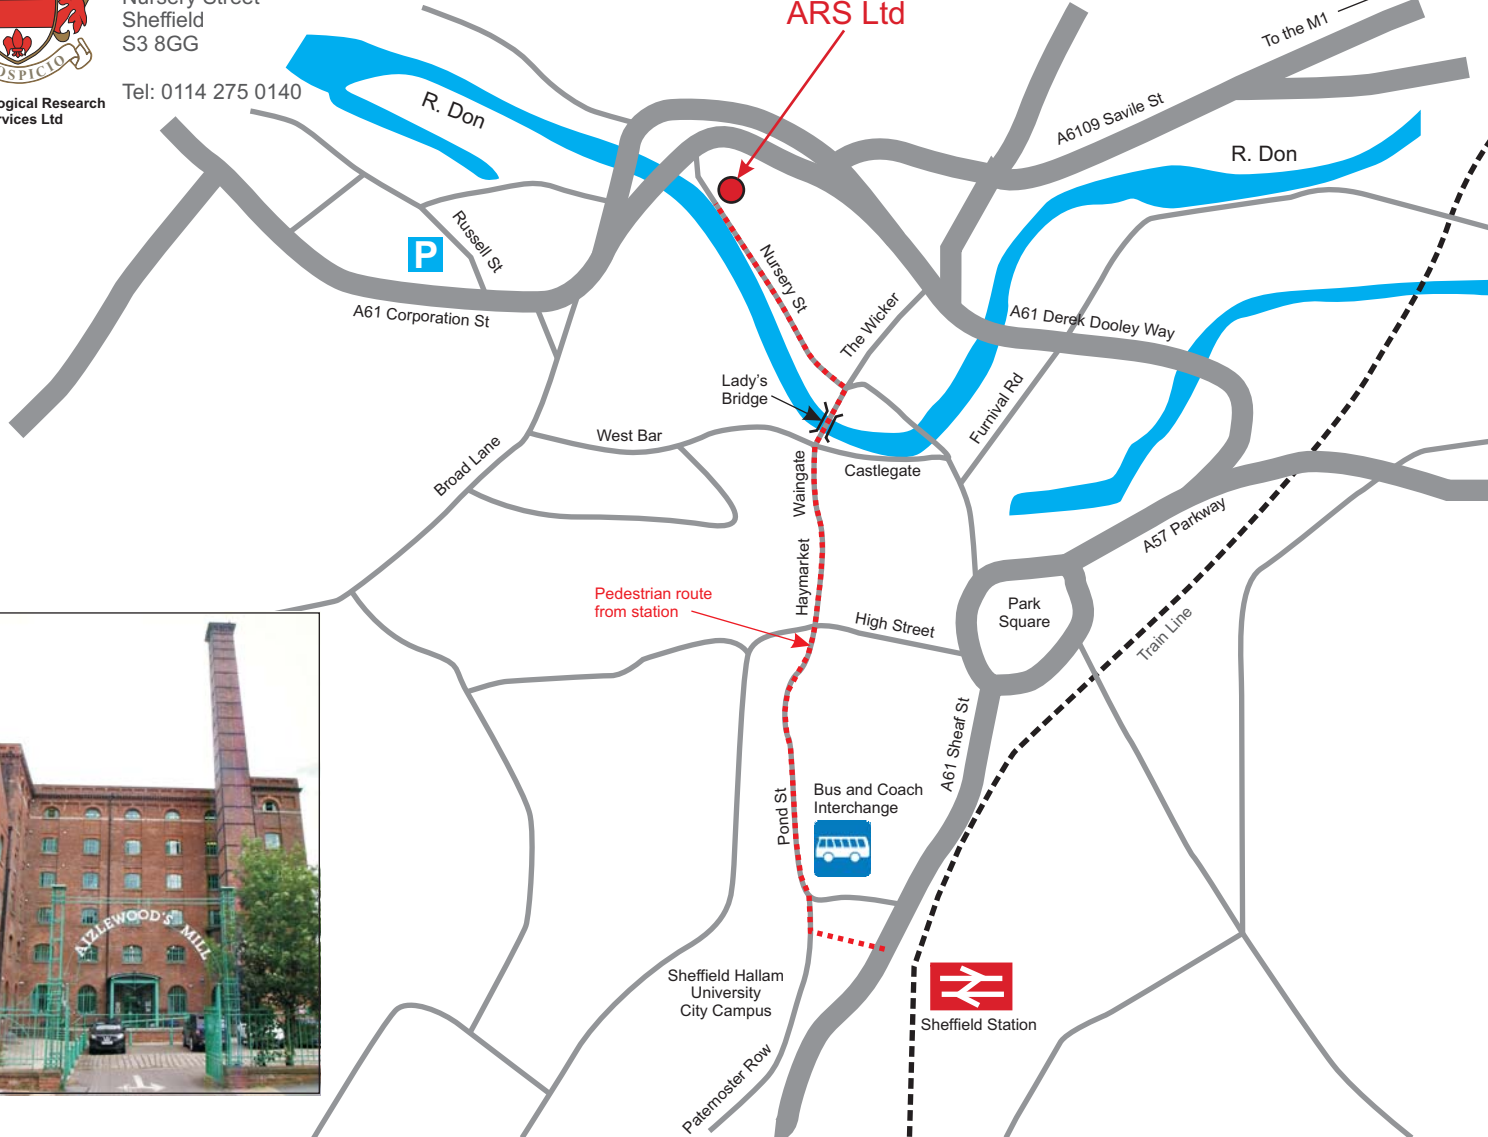 Sheffield
S3 8GG
Tel: 0114 275 0140
OSPICIO
ogical Research
rvices Ltd
ARS Ltd
To the M1
A6109 Savile St
R. Don
R. Don
Russell St
P
A61 Corporation St
Nursery St
The Wicker
A61 Derek Dooley Way
Lady's
Bridge
Furnival Rd
West Bar
Broad Lane
Waingate
Castlegate
A57 Parkway
Haymarket
Pedestrian route
from station
High Street
Park
Square
Train Line
A61 Sheaf St
Bus and Coach
Interchange
Pond St
AIZLEWOOD'S MILL
Sheffield Hallam
University
City Campus
Sheffield Station
Paternoster Row